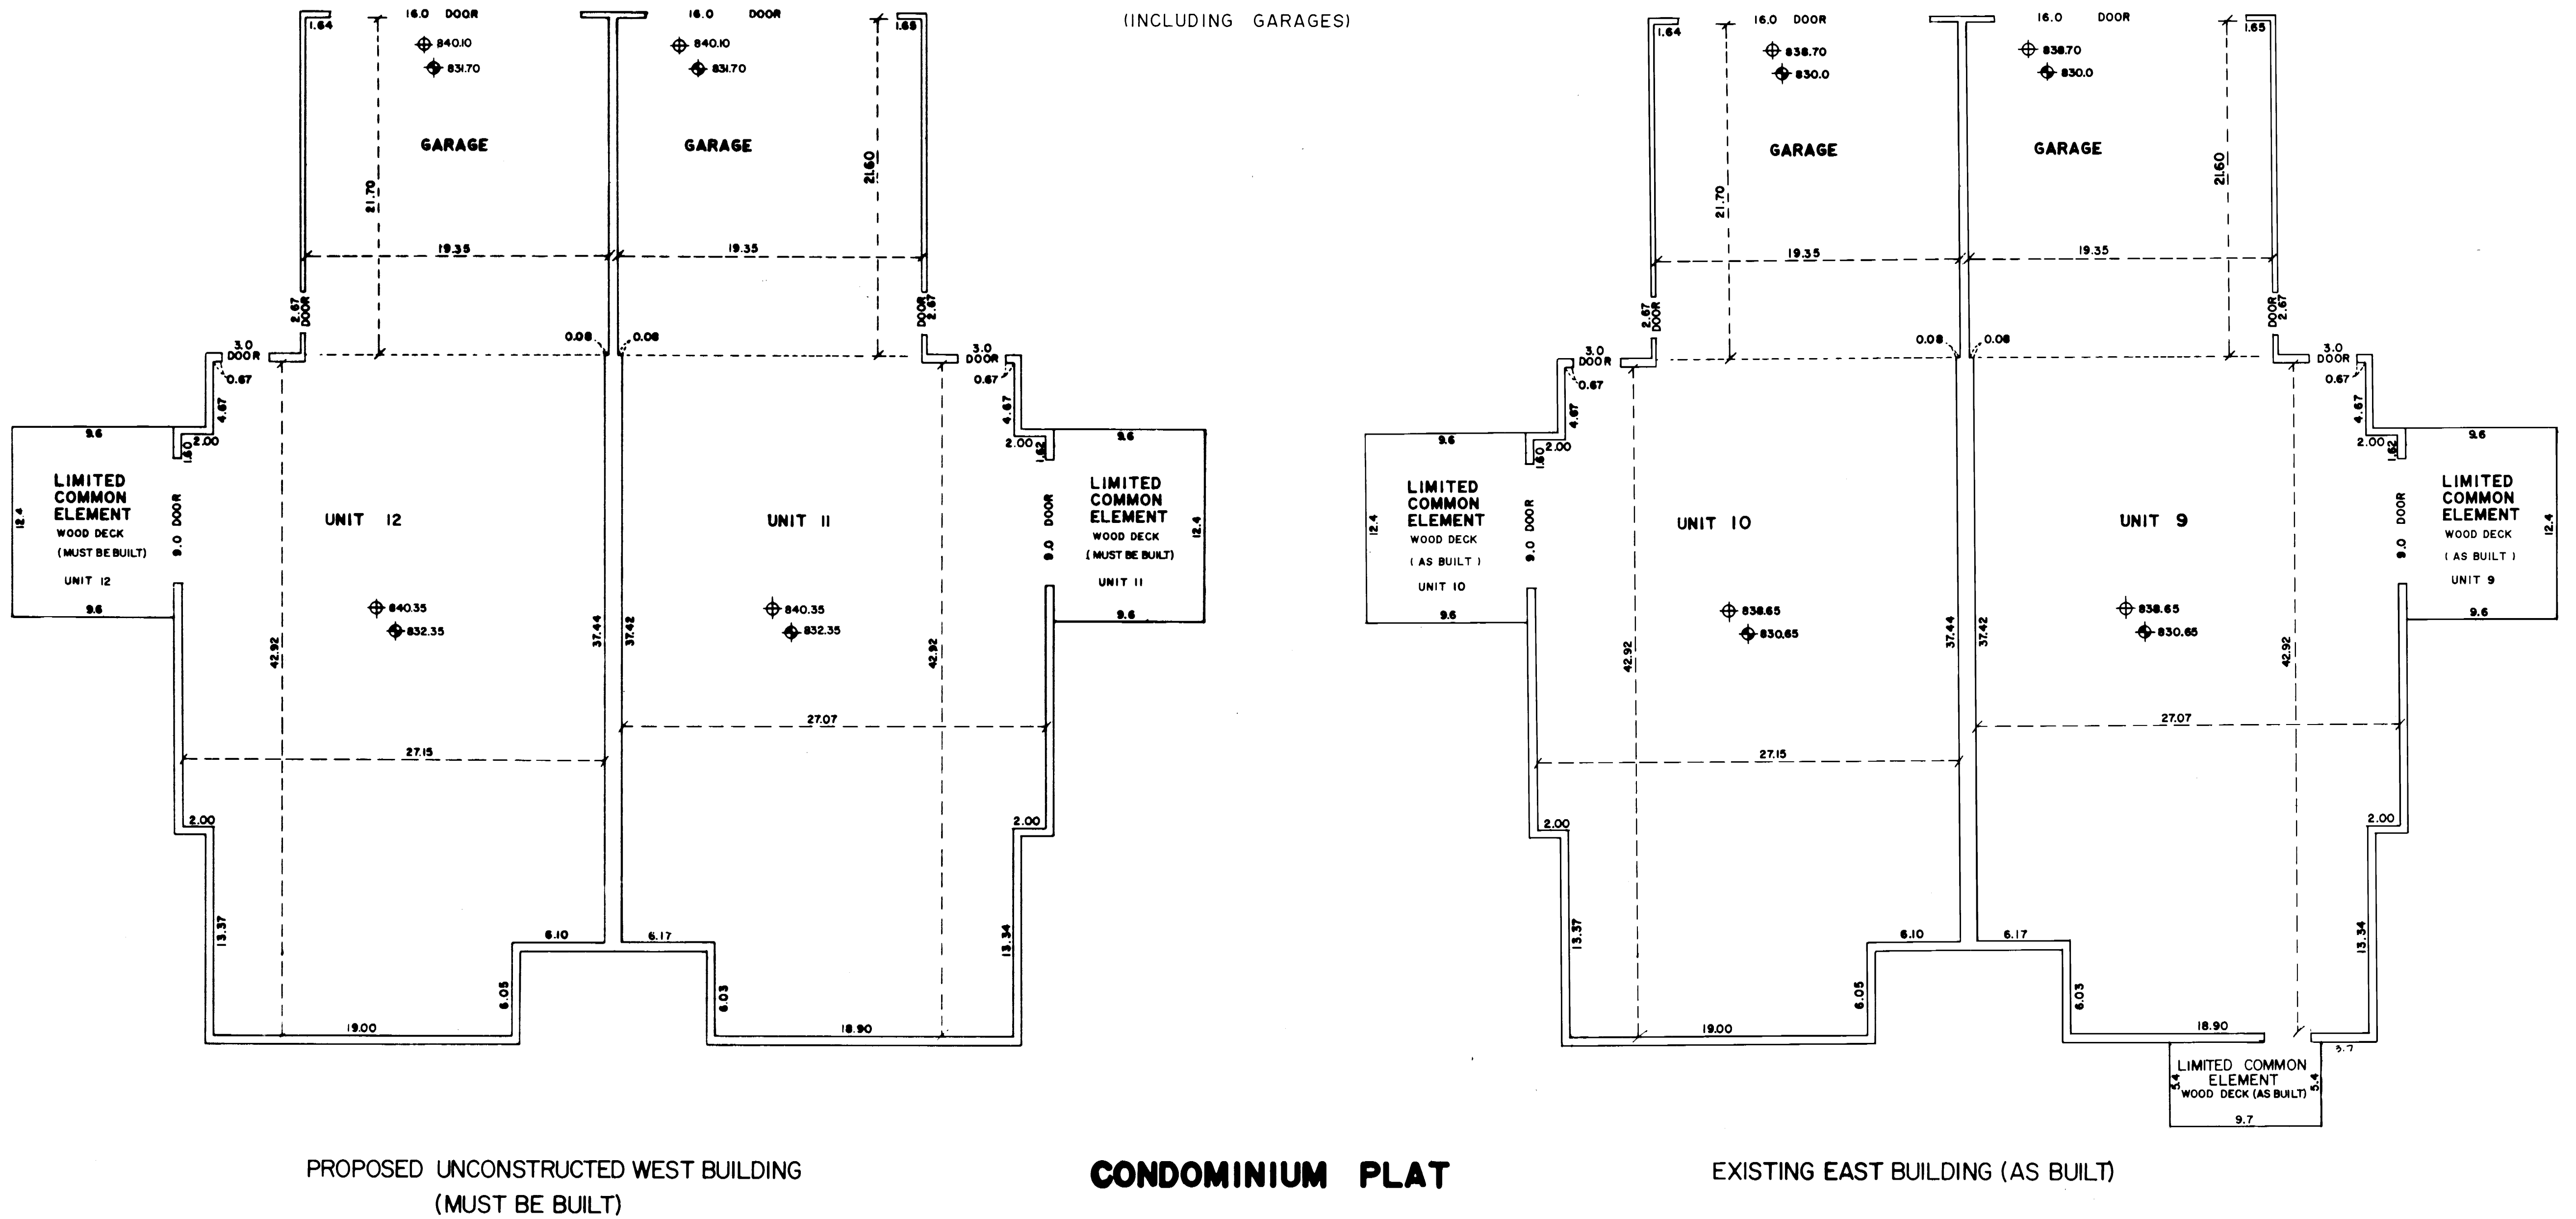 (INCLUDING GARAGES)
16.0 DOOR
16.0 DOOR
1.64
1.65
840.10
831.70
840.10
831.70
GARAGE
GARAGE
21.70
21.60
19.35
19.35
2.67
DOOR
DOOR
2.67
0.08
0.08
3.0
DOOR
3.0
DOOR
0.67
0.67
4.67
4.67
2.00
2.00
1.60
1.62
9.6
9.6
LIMITED
COMMON
ELEMENT
WOOD DECK
(MUST BE BUILT)
UNIT 12
12.4
9.6
9.0 DOOR
UNIT 12
UNIT 11
9.0 DOOR
LIMITED
COMMON
ELEMENT
WOOD DECK
(MUST BE BUILT)
UNIT 11
12.4
9.6
840.35
832.35
840.35
832.35
42.92
37.44
37.42
42.92
27.07
27.15
2.00
2.00
13.37
13.34
6.10
6.17
6.05
6.03
19.00
18.90
PROPOSED UNCONSTRUCTED WEST BUILDING
(MUST BE BUILT)
CONDOMINIUM PLAT
16.0 DOOR
16.0 DOOR
1.64
1.65
838.70
830.0
838.70
830.0
GARAGE
GARAGE
21.70
21.60
19.35
19.35
2.67
DOOR
DOOR
2.67
0.08
0.08
3.0
DOOR
3.0
DOOR
0.67
0.67
4.67
4.67
2.00
2.00
1.60
1.62
9.6
9.6
LIMITED
COMMON
ELEMENT
WOOD DECK
(AS BUILT)
UNIT 10
12.4
9.6
9.0 DOOR
UNIT 10
UNIT 9
9.0 DOOR
LIMITED
COMMON
ELEMENT
WOOD DECK
(AS BUILT)
UNIT 9
12.4
9.6
838.65
830.65
838.65
830.65
42.92
37.44
37.42
42.92
27.07
27.15
2.00
2.00
13.37
13.34
6.10
6.17
6.05
6.03
19.00
18.90
3.7
LIMITED COMMON
ELEMENT
WOOD DECK (AS BUILT)
5.4
5.4
9.7
EXISTING EAST BUILDING (AS BUILT)